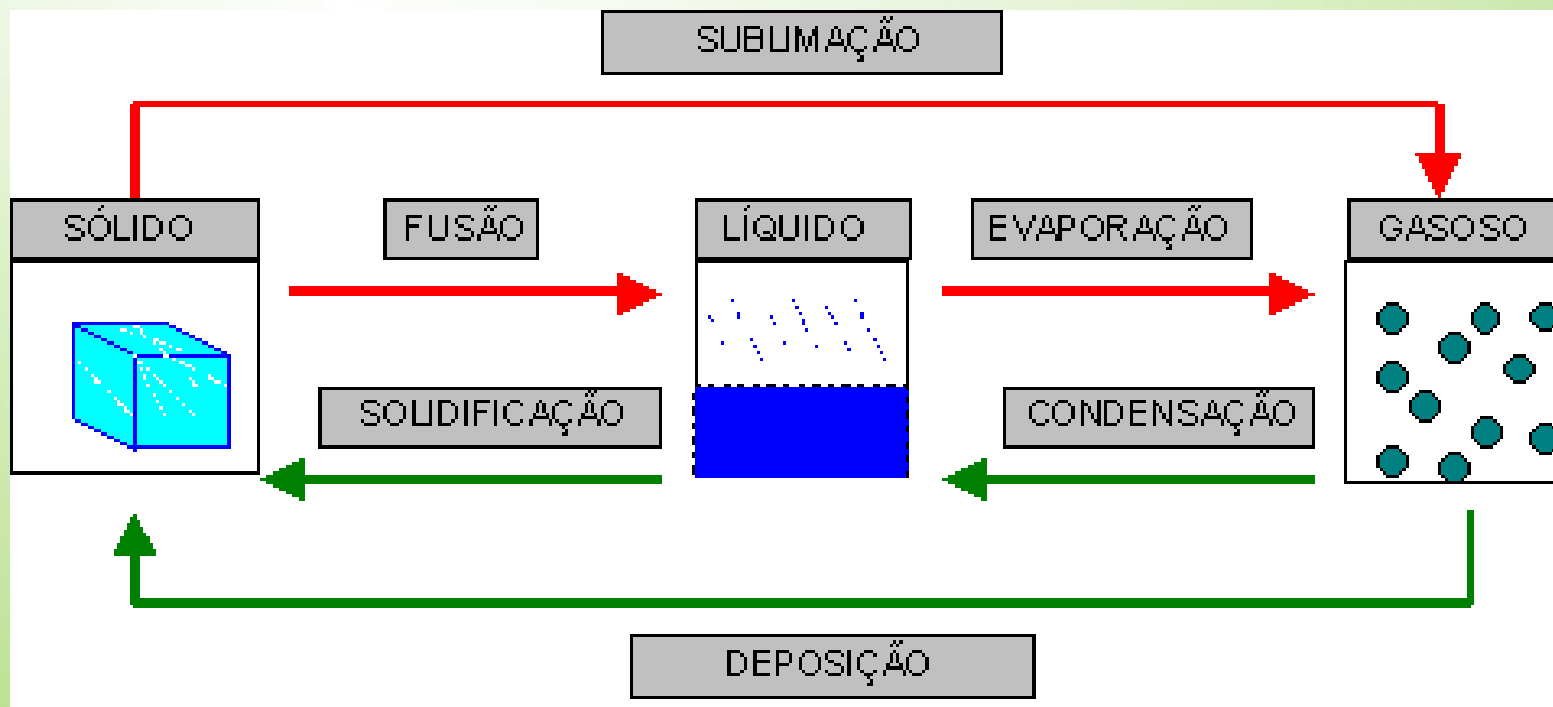 SUBLIMAÇÃO
SÓLIDO
FUSÃO
LÍQUIDO
EVAPORAÇÃO
GASOSO
SOLIDIFICAÇÃO
CONDENSAÇÃO
DEPOSIÇÃO